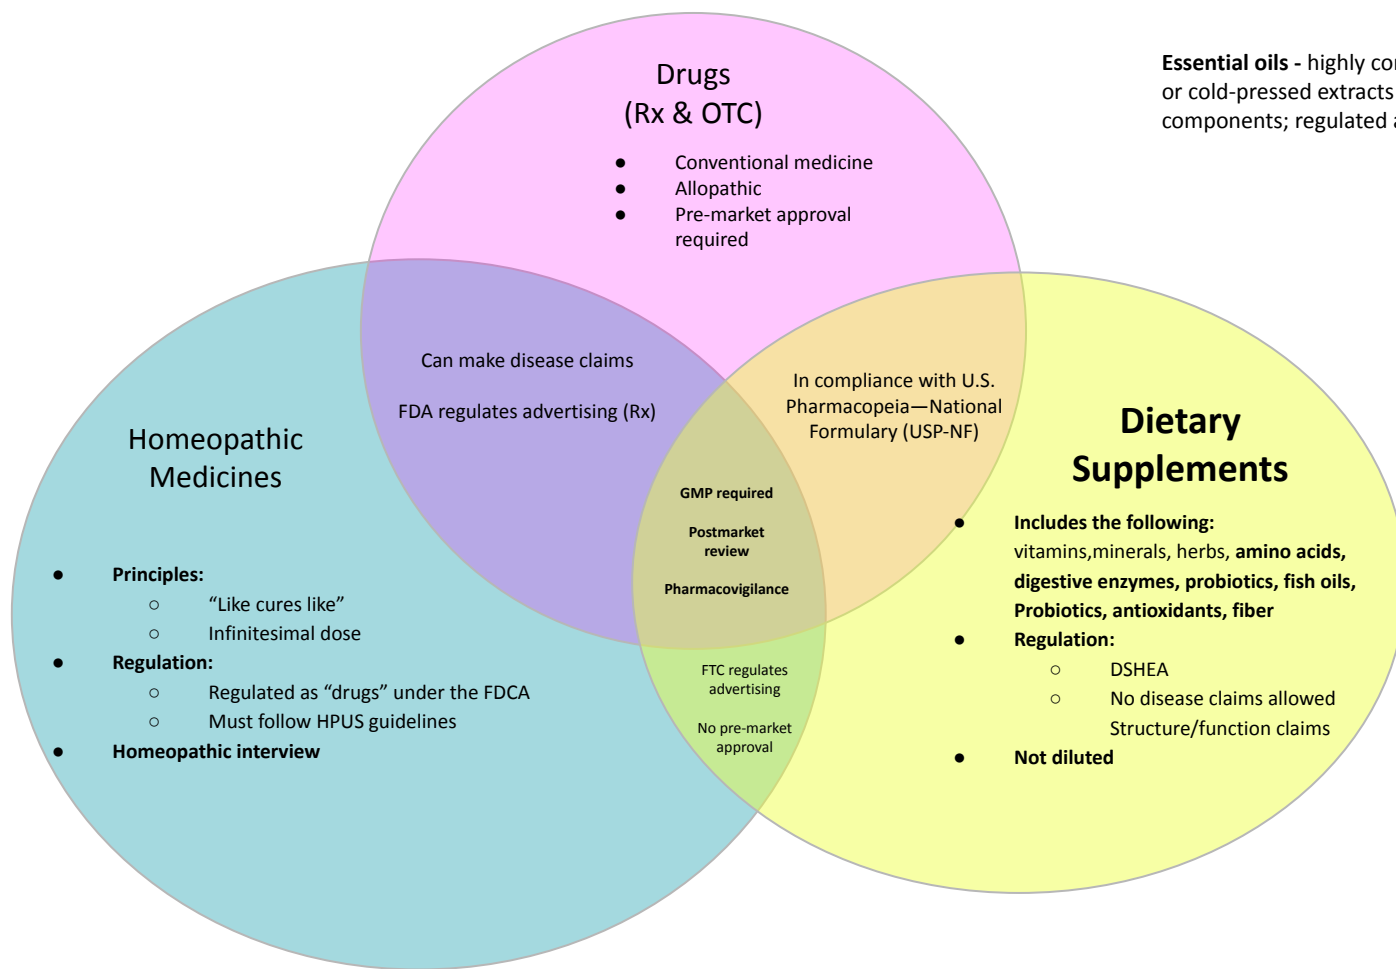 Drugs
(Rx & OTC)
● Conventional medicine
● Allopathic
● Pre-market approval
required
Essential oils - highly
or cold-pressed extracts
components; regulated
Can make disease claims
FDA regulates advertising (Rx)
In compliance with U.S.
Pharmacopeia—National
Formulary (USP-NF)
Homeopathic
Medicines
● Principles:
○ “Like cures like”
○ Infinitesimal dose
● Regulation:
○ Regulated as “drugs” under the FDCA
○ Must follow HPUS guidelines
● Homeopathic interview
GMP required
Postmarket
review
Pharmacovigilance
FTC regulates
advertising
No pre-market
approval
Dietary
Supplements
● Includes the following:
vitamins,minerals, herbs, amino acids,
digestive enzymes, probiotics, fish oils,
Probiotics, antioxidants, fiber
● Regulation:
○ DSHEA
○ No disease claims allowed
Structure/function claims
● Not diluted